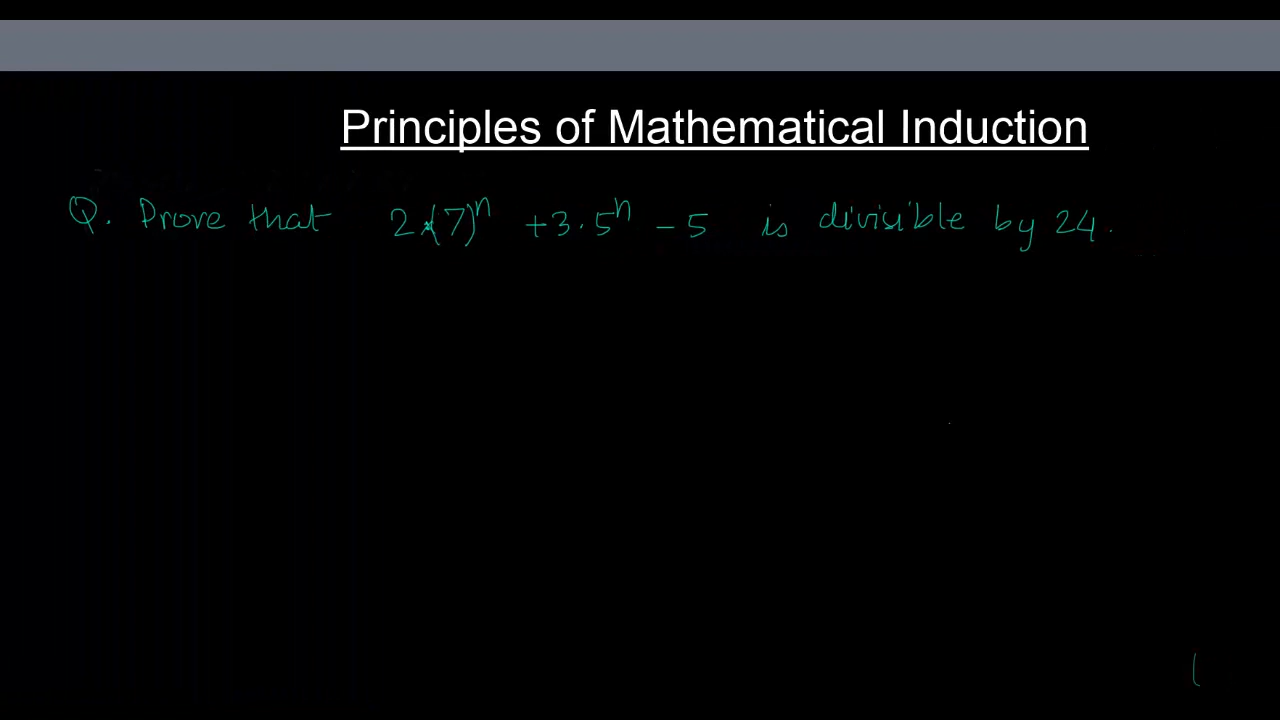 Principles of Mathematical Induction
Q. Prove that 2·(7)ⁿ + 3·5ⁿ − 5 is divisible by 24.